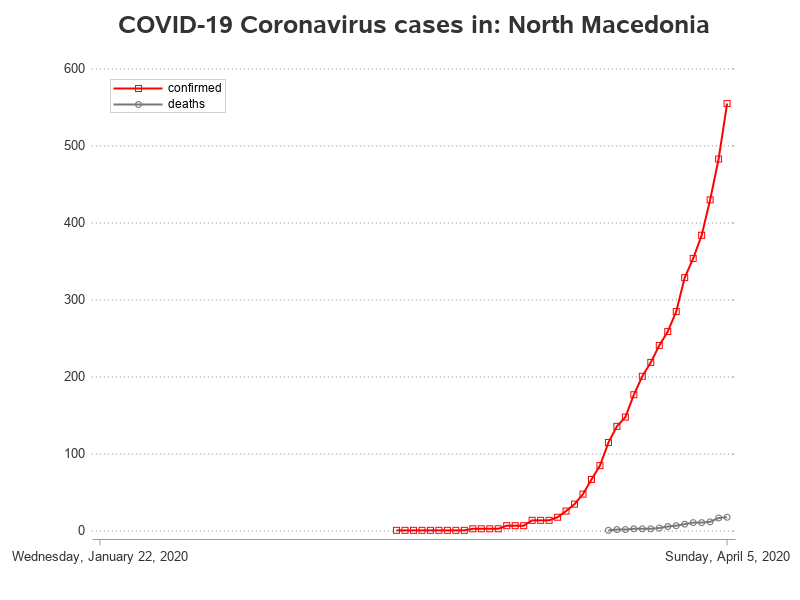 COVID-19 Coronavirus cases in: North Macedonia
600
confirmed
deaths
500
400
300
200
100
0
Wednesday, January 22, 2020
Sunday, April 5, 2020